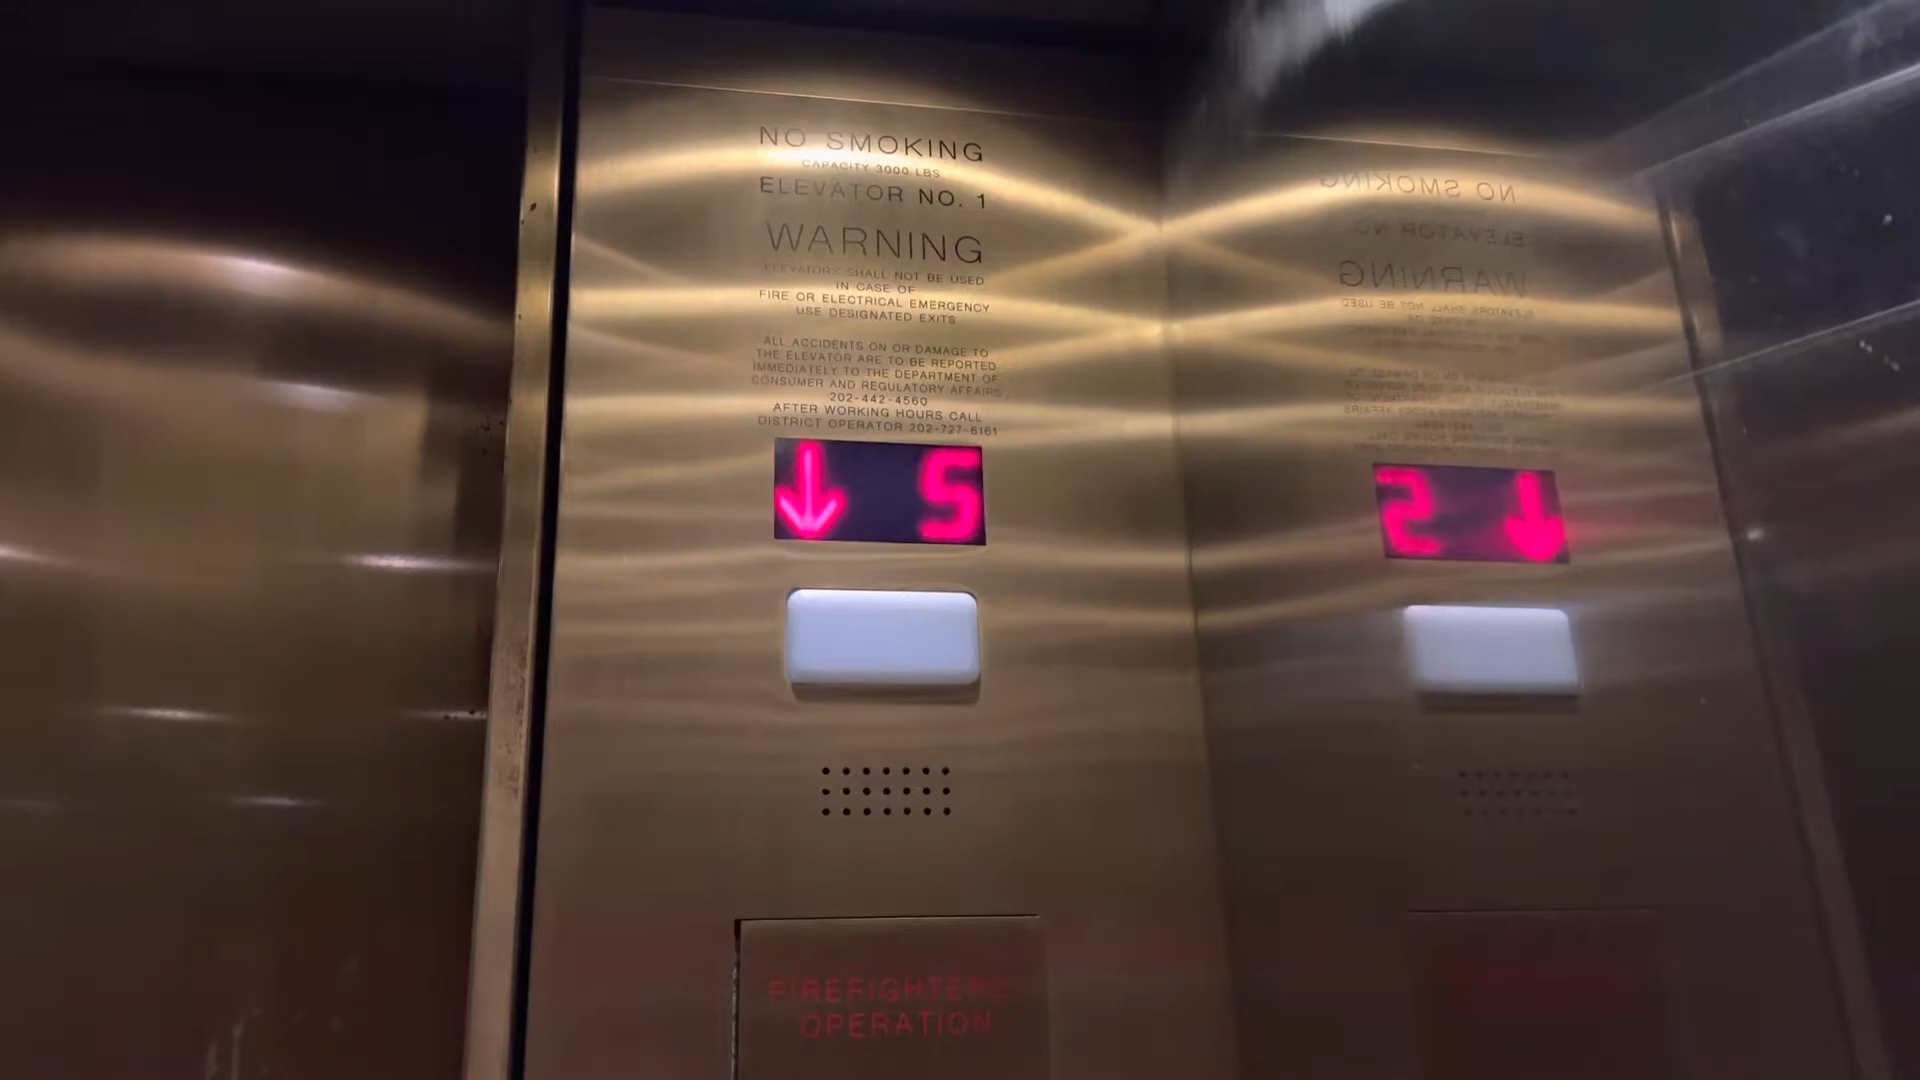 NO SMOKING
CAPACITY 3000 LBS
ELEVATOR NO. 1
WARNING
ELEVATORS SHALL NOT BE USED
IN CASE OF
FIRE OR ELECTRICAL EMERGENCY
USE DESIGNATED EXITS
ALL ACCIDENTS ON OR DAMAGE TO
THE ELEVATOR ARE TO BE REPORTED
IMMEDIATELY TO THE DEPARTMENT OF
CONSUMER AND REGULATORY AFFAIRS
202-442-4560
AFTER WORKING HOURS CALL
DISTRICT OPERATOR 202-727-6161
↓ 5
FIREFIGHTERS'
OPERATION